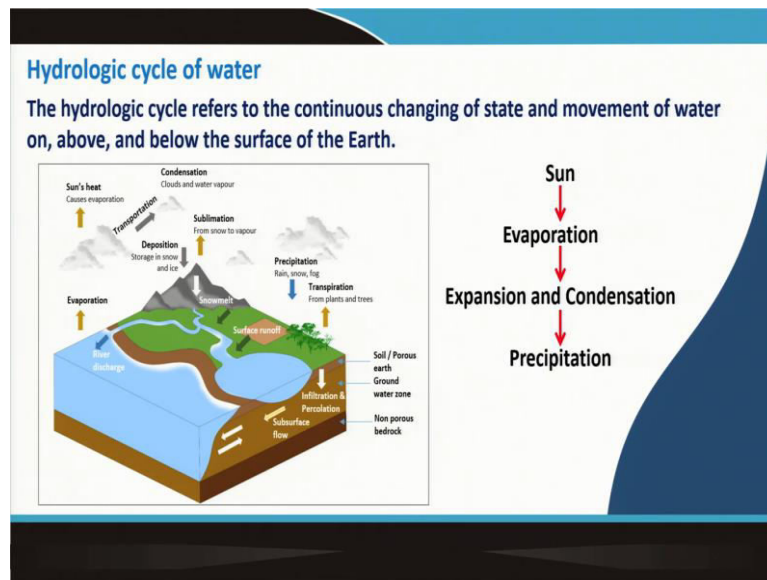 Hydrologic cycle of water
The hydrologic cycle refers to the continuous changing of state and movement of water
on, above, and below the surface of the Earth.
Condensation
Clouds and water vapour
Sun's heat
Causes evaporation
Transportation
Sublimation
From snow to vapour
Deposition
Storage in snow
and ice
Precipitation
Rain, snow, fog
Transpiration
From plants and trees
Evaporation
Snowmelt
Surface runoff
River
discharge
Soil / Porous
earth
Ground
water zone
Infiltration &
Percolation
Subsurface
flow
Non porous
bedrock
Sun
Evaporation
Expansion and Condensation
Precipitation